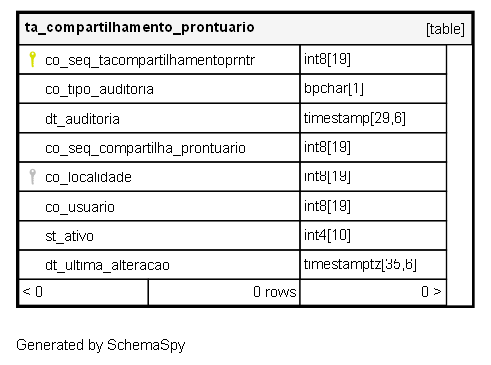 ta_compartilhamento_prontuario [table]
co_seq_tacompartilhamentoprntr int8[19]
co_tipo_auditoria bpchar[1]
dt_auditoria timestamp[29,6]
co_seq_compartilha_prontuario int8[19]
co_localidade int8[19]
co_usuario int8[19]
st_ativo int4[10]
dt_ultima_alteracao timestamptz[35,6]
< 0 0 rows 0 >
Generated by SchemaSpy